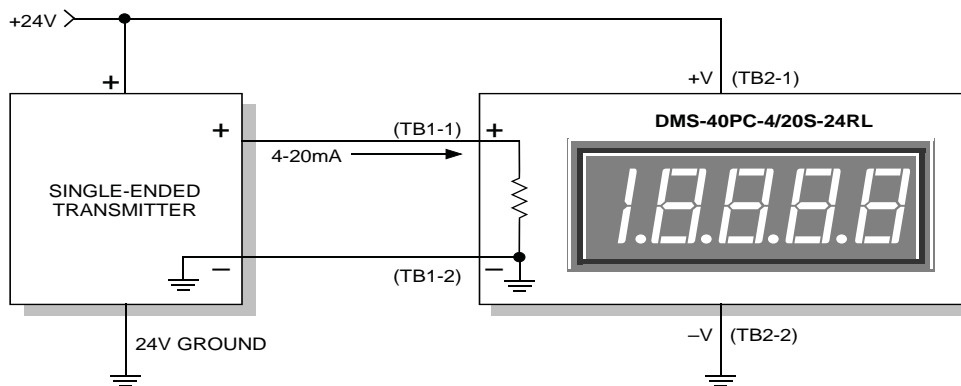 +24V
+
+V (TB2-1)
DMS-40PC-4/20S-24RL
+
(TB1-1)
+
4-20mA
1.8.8.8.8
SINGLE-ENDED
TRANSMITTER
–
(TB1-2)
–
24V GROUND
–V (TB2-2)